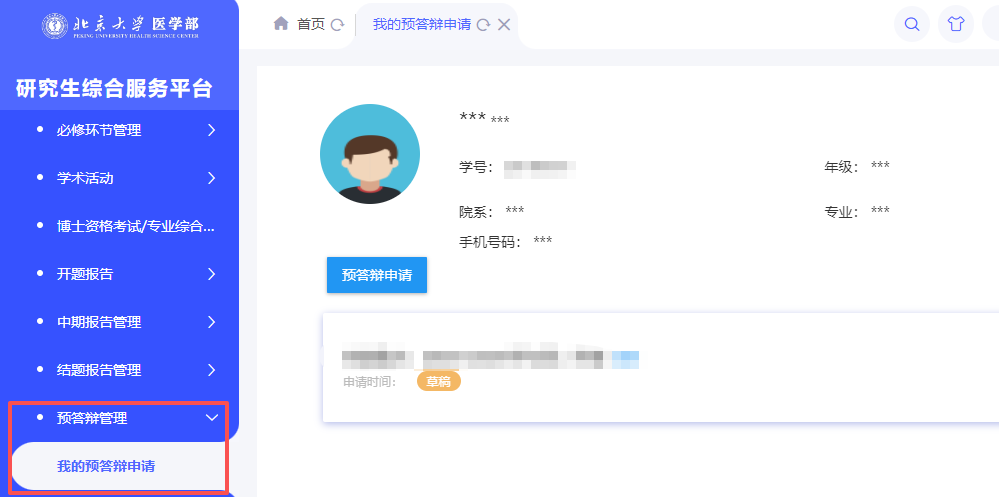 北京大学 医学部
PEKING UNIVERSITY HEALTH SCIENCE CENTER
研究生综合服务平台
必修环节管理
学术活动
博士资格考试/专业综合...
开题报告
中期报告管理
结题报告管理
预答辩管理
我的预答辩申请
首页
我的预答辩申请
*** ***
学号：
年级： ***
院系： ***
专业： ***
手机号码： ***
预答辩申请
申请时间：
草稿